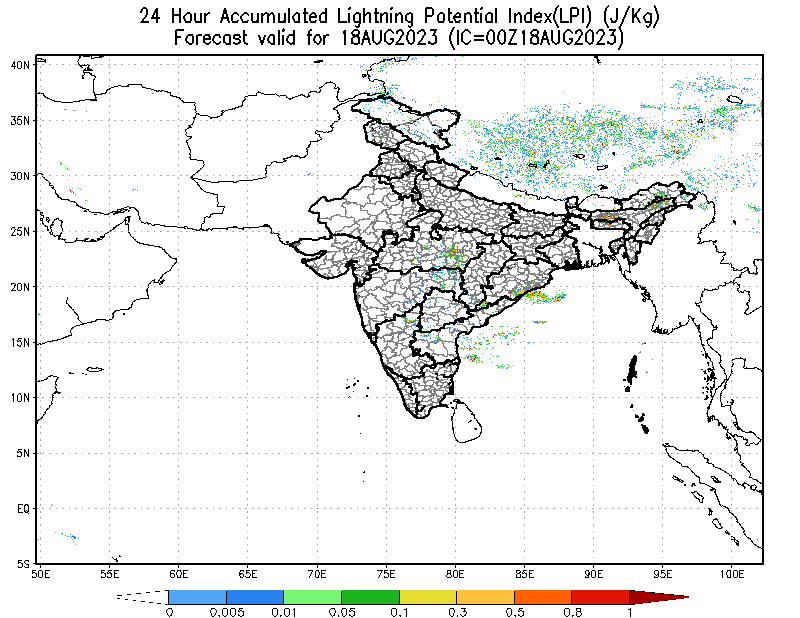 24 Hour Accumulated Lightning Potential Index(LPI) (J/Kg)
Forecast valid for 18AUG2023 (IC=00Z18AUG2023)
40N
35N
30N
25N
20N
15N
10N
5N
EQ
5S
50E 55E 60E 65E 70E 75E 80E 85E 90E 95E 100E
0 0.005 0.01 0.05 0.1 0.3 0.5 0.8 1